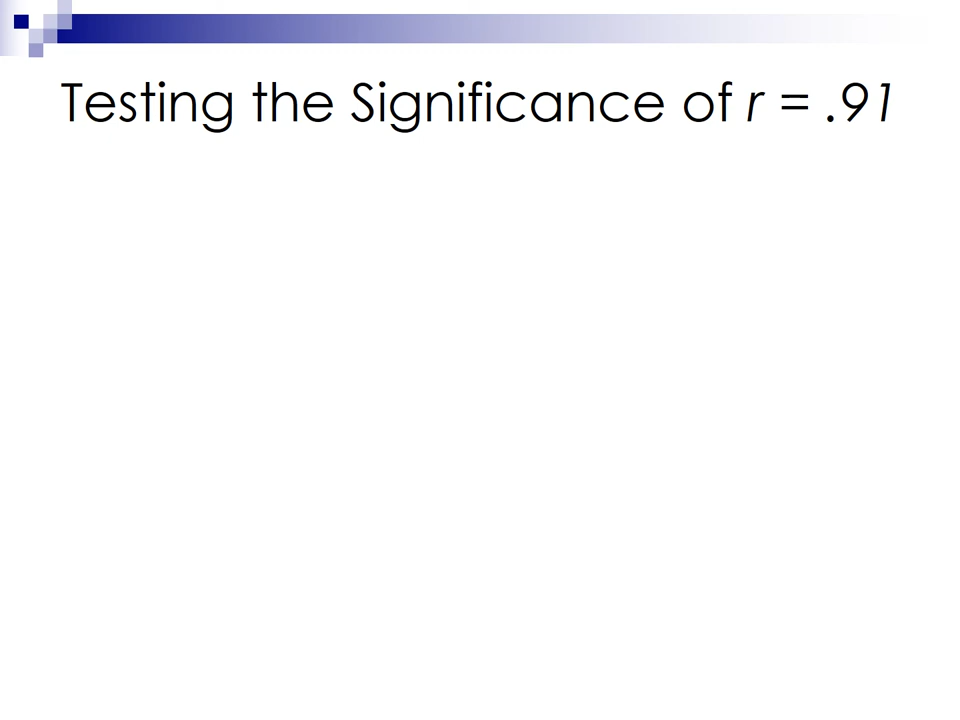 Testing the Significance of r = .91